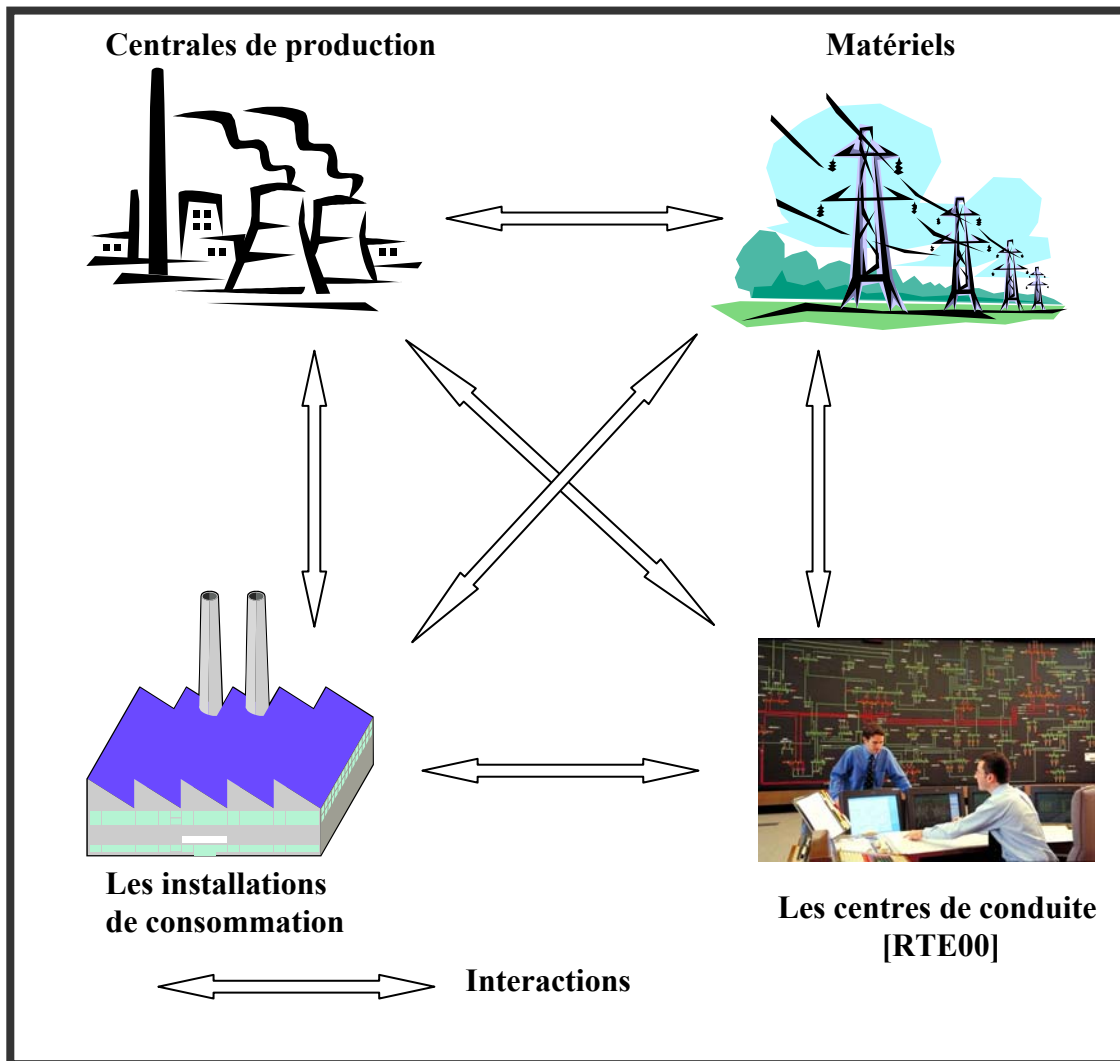 Centrales de production
Matériels
Les installations
de consommation
Les centres de conduite
[RTE00]
Interactions